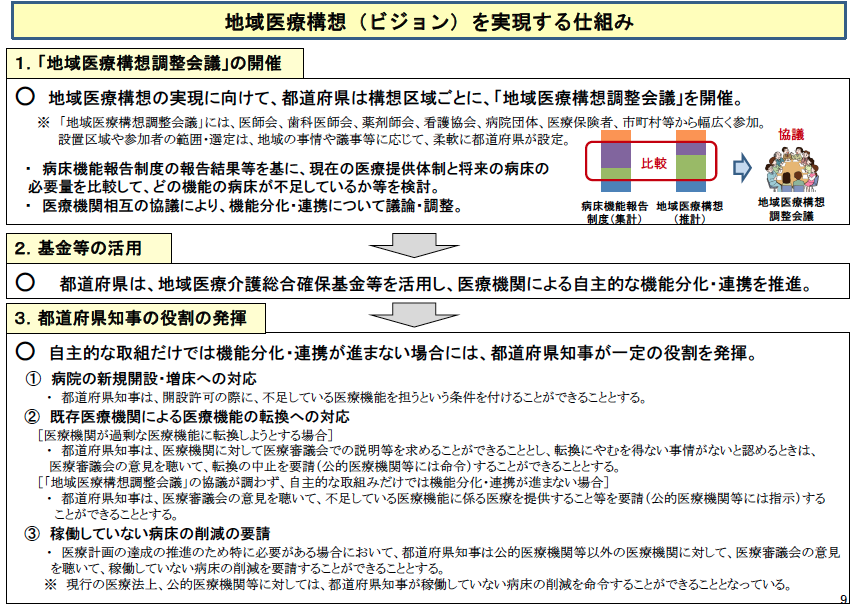 地域医療構想（ビジョン）を実現する仕組み
1．「地域医療構想調整会議」の開催
○ 地域医療構想の実現に向けて、都道府県は構想区域ごとに、「地域医療構想調整会議」を開催。
※ 「地域医療構想調整会議」には、医師会、歯科医師会、薬剤師会、看護協会、病院団体、医療保険者、市町村等から幅広く参加。
設置区域や参加者の範囲・選定は、地域の事情や議事等に応じて、柔軟に都道府県が設定。
・ 病床機能報告制度の報告結果等を基に、現在の医療提供体制と将来の病床の
必要量を比較して、どの機能の病床が不足しているか等を検討。
・ 医療機関相互の協議により、機能分化・連携について議論・調整。
比較
協議
病床機能報告
制度（集計）
地域医療構想
（推計）
地域医療構想
調整会議
2．基金等の活用
○ 都道府県は、地域医療介護総合確保基金等を活用し、医療機関による自主的な機能分化・連携を推進。
3．都道府県知事の役割の発揮
○ 自主的な取組だけでは機能分化・連携が進まない場合には、都道府県知事が一定の役割を発揮。
① 病院の新規開設・増床への対応
・ 都道府県知事は、開設許可の際に、不足している医療機能を担うという条件を付けることができることとする。
② 既存医療機関による医療機能の転換への対応
［医療機関が過剰な医療機能に転換しようとする場合］
・ 都道府県知事は、医療機関に対して医療審議会での説明等を求めることができることとし、転換にやむを得ない事情がないと認めるときは、
医療審議会の意見を聴いて、転換の中止を要請（公的医療機関等には命令）することができることとする。
［「地域医療構想調整会議」の協議が調わず、自主的な取組みだけでは機能分化・連携が進まない場合］
・ 都道府県知事は、医療審議会の意見を聴いて、不足している医療機能に係る医療を提供すること等を要請（公的医療機関等には指示）する
ことができることとする。
③ 稼働していない病床の削減の要請
・ 医療計画の達成の推進のため特に必要がある場合において、都道府県知事は公的医療機関等以外の医療機関に対して、医療審議会の意見
を聴いて、稼働していない病床の削減を要請することができることとする。
※ 現行の医療法上、公的医療機関等に対しては、都道府県知事が稼働していない病床の削減を命令することができることとなっている。
9